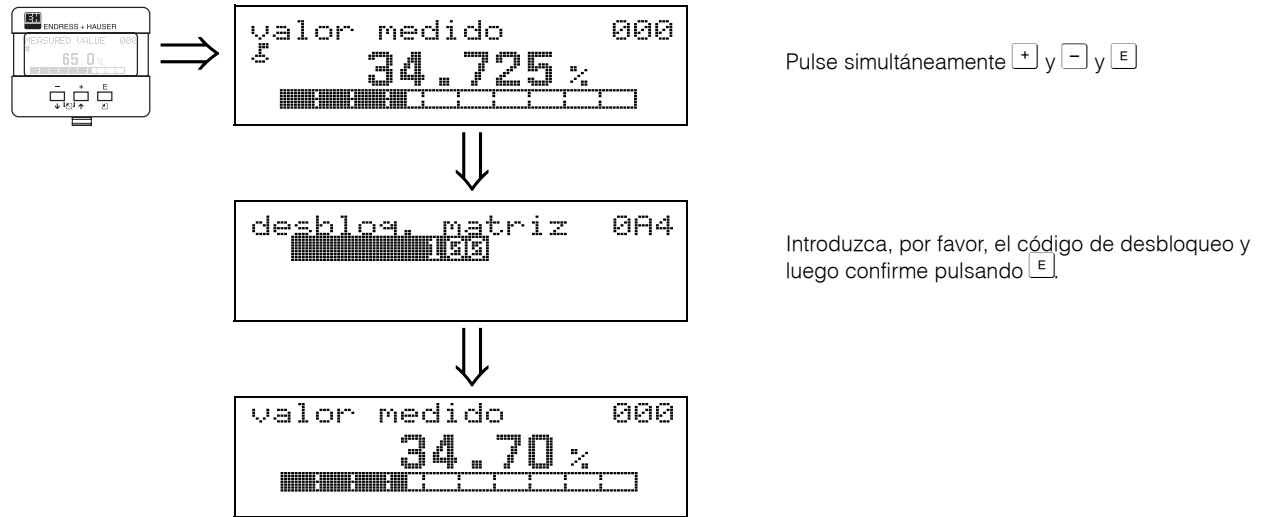 EH ENDRESS + HAUSER
MEASURED VALUE 000
#
65.0 %
- + E
valor medido 000
34.725 %
Pulse simultáneamente + y – y E
desbloq. matriz 0A4
Introduzca, por favor, el código de desbloqueo y
luego confirme pulsando E.
valor medido 000
34.70 %